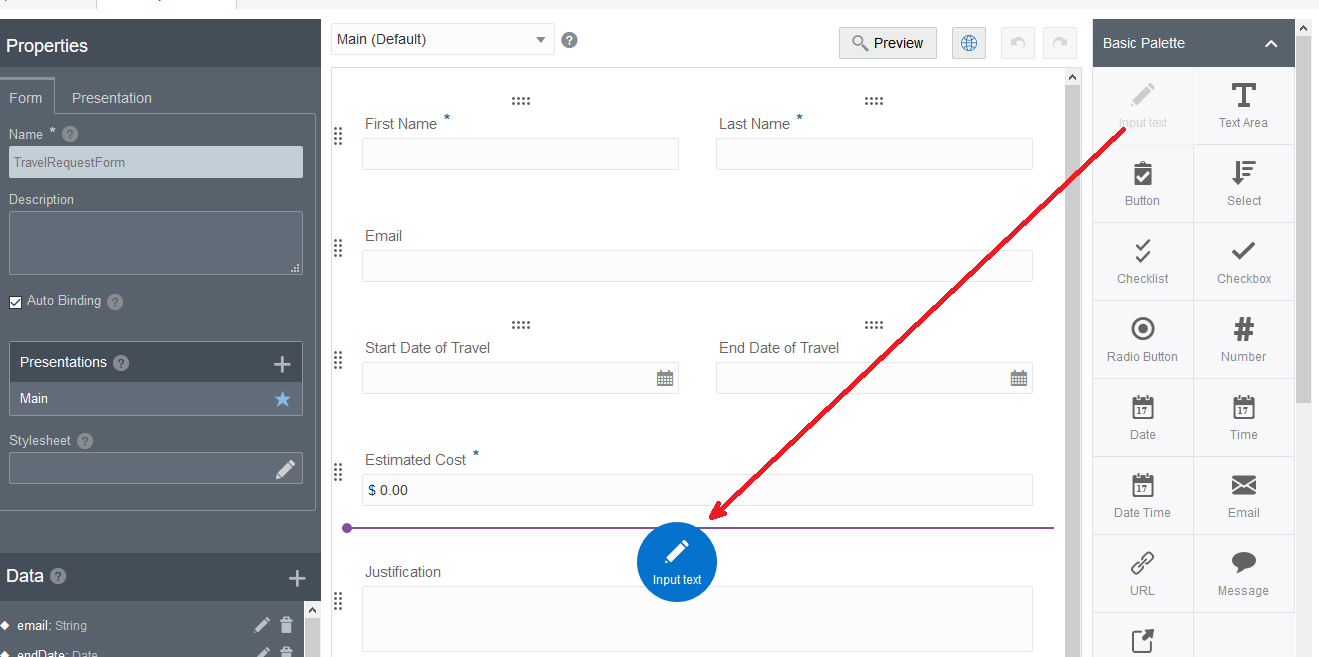 Properties
Form
Presentation
Name * ?
TravelRequestForm
Description
Auto Binding ?
Presentations ?
Main
Stylesheet ?
Data ?
email: String
endDate: Date
Main (Default)
?
Preview
First Name *
Last Name *
Email
Start Date of Travel
End Date of Travel
Estimated Cost *
$ 0.00
Input text
Justification
Basic Palette
Input text
Text Area
Button
Select
Checklist
Checkbox
Radio Button
Number
17
Date
17
Time
17
Date Time
Email
URL
Message